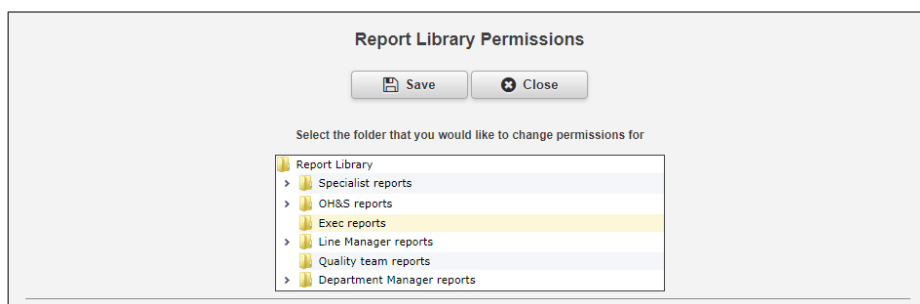 Report Library Permissions
Save Close
Select the folder that you would like to change permissions for
Report Library
Specialist reports
OH&S reports
Exec reports
Line Manager reports
Quality team reports
Department Manager reports